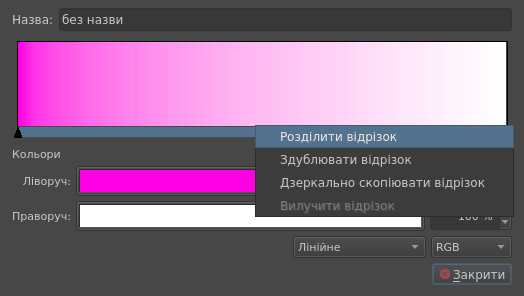 Назва: без назви
Розділити відрізок
Здублювати відрізок
Дзеркально скопіювати відрізок
Вилучити відрізок
Кольори
Ліворуч:
Праворуч:
100 %
Лінійне RGB
Закрити